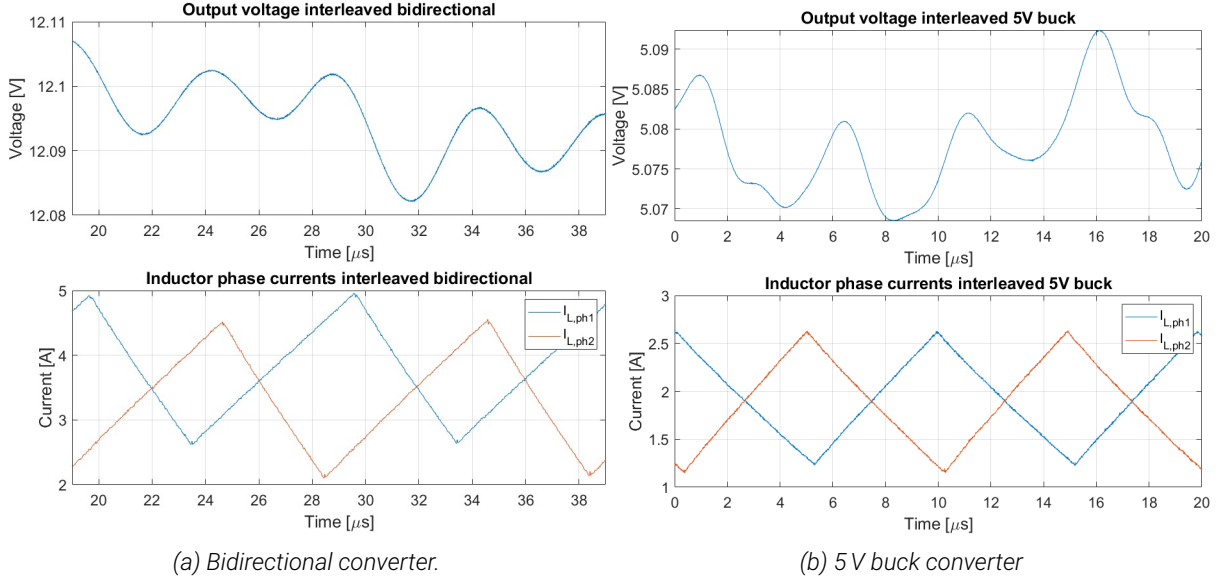 Output voltage interleaved bidirectional
12.11
12.1
12.09
12.08
Voltage [V]
20 22 24 26 28 30 32 34 36 38
Time [μs]
Inductor phase currents interleaved bidirectional
5
4
3
2
Current [A]
I_L,ph1
I_L,ph2
20 22 24 26 28 30 32 34 36 38
Time [μs]
(a) Bidirectional converter.
Output voltage interleaved 5V buck
5.09
5.085
5.08
5.075
5.07
Voltage [V]
0 2 4 6 8 10 12 14 16 18 20
Time [μs]
Inductor phase currents interleaved 5V buck
3
2.5
2
1.5
1
Current [A]
I_L,ph1
I_L,ph2
0 2 4 6 8 10 12 14 16 18 20
Time [μs]
(b) 5 V buck converter